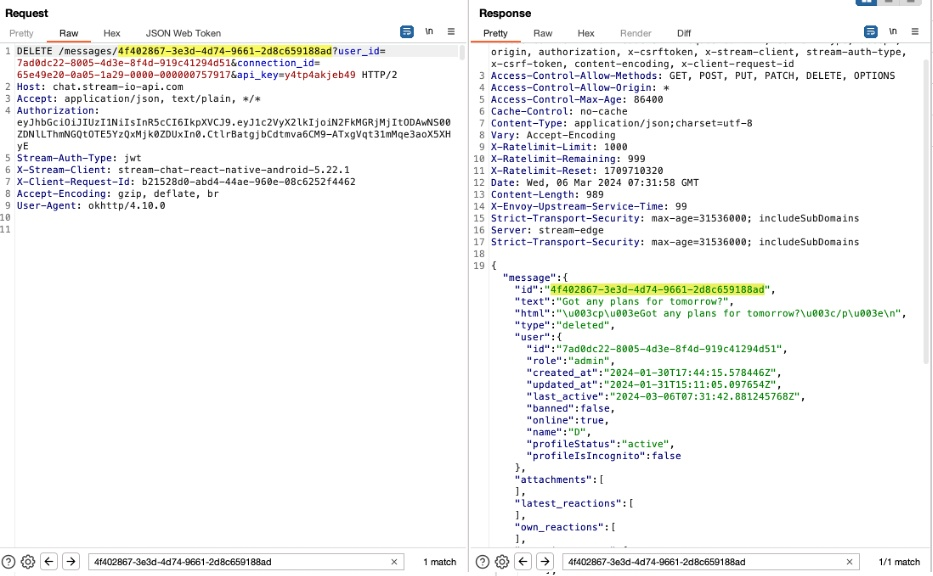 Request
Pretty Raw Hex JSON Web Token
\n
1 DELETE /messages/4f402867-3e3d-4d74-9661-2d8c659188ad?user_id=
7ad0dc22-8005-4d3e-8f4d-919c41294d51&connection_id=
65e49e20-0a05-1a29-0000-000000757917&api_key=y4tp4akjeb49 HTTP/2
2 Host: chat.stream-io-api.com
3 Accept: application/json, text/plain, */*
4 Authorization:
eyJhbGciOiJIUzI1NiIsInR5cCI6IkpXVCJ9.eyJ1c2VyX2lkIjoiN2FkMGRjMjItODAwNS00
ZDNlLThmNGQtOTE5YzQxMjk0ZDUxIn0.CtlrBatgjbCdtmva6CM9-ATxgVqt31mMqe3aoX5XH
yE
5 Stream-Auth-Type: jwt
6 X-Stream-Client: stream-chat-react-native-android-5.22.1
7 X-Client-Request-Id: b21528d0-abd4-44ae-960e-08c6252f4462
8 Accept-Encoding: gzip, deflate, br
9 User-Agent: okhttp/4.10.0
10
11
4f402867-3e3d-4d74-9661-2d8c659188ad
1 match
Response
Pretty Raw Hex Render Diff
\n
origin, authorization, x-csrftoken, x-stream-client, stream-auth-type,
x-csrf-token, content-encoding, x-client-request-id
3 Access-Control-Allow-Methods: GET, POST, PUT, PATCH, DELETE, OPTIONS
4 Access-Control-Allow-Origin: *
5 Access-Control-Max-Age: 86400
6 Cache-Control: no-cache
7 Content-Type: application/json;charset=utf-8
8 Vary: Accept-Encoding
9 X-Ratelimit-Limit: 1000
10 X-Ratelimit-Remaining: 999
11 X-Ratelimit-Reset: 1709710320
12 Date: Wed, 06 Mar 2024 07:31:58 GMT
13 Content-Length: 989
14 X-Envoy-Upstream-Service-Time: 99
15 Strict-Transport-Security: max-age=31536000; includeSubDomains
16 Server: stream-edge
17 Strict-Transport-Security: max-age=31536000; includeSubDomains
18
19 {
"message":{
"id":"4f402867-3e3d-4d74-9661-2d8c659188ad",
"text":"Got any plans for tomorrow?",
"html":"\u003cp\u003eGot any plans for tomorrow?\u003c/p\u003e\n",
"type":"deleted",
"user":{
"id":"7ad0dc22-8005-4d3e-8f4d-919c41294d51",
"role":"admin",
"created_at":"2024-01-30T17:44:15.578446Z",
"updated_at":"2024-01-31T15:11:05.097654Z",
"last_active":"2024-03-06T07:31:42.881245768Z",
"banned":false,
"online":true,
"name":"D",
"profileStatus":"active",
"profileIsIncognito":false
},
"attachments":[
],
"latest_reactions":[
],
"own_reactions":[
],
4f402867-3e3d-4d74-9661-2d8c659188ad
1/1 match